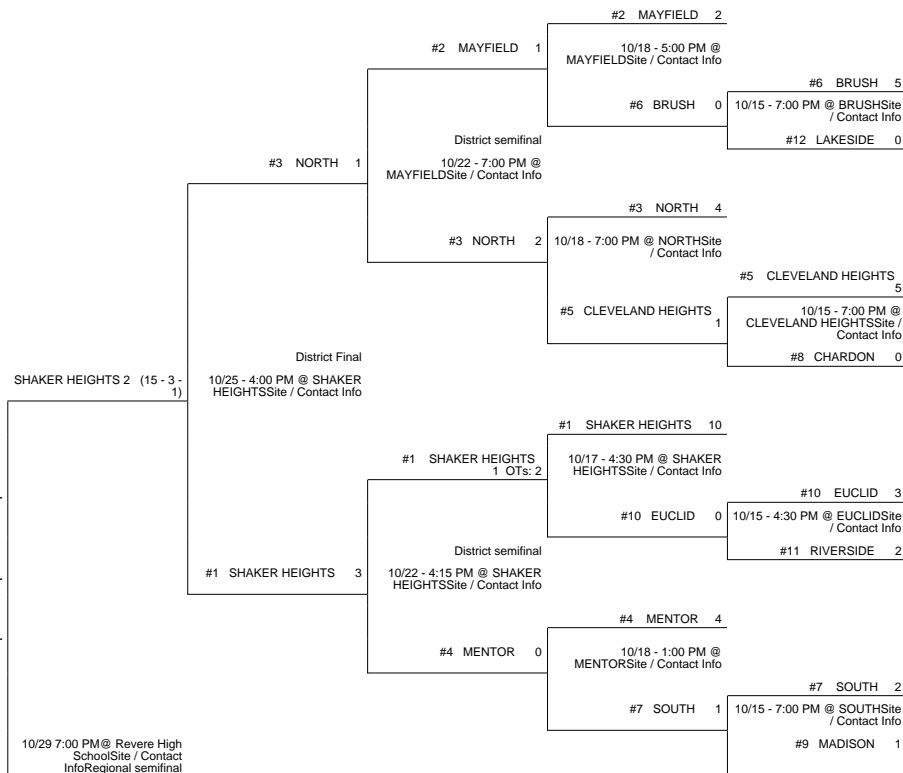 #2 MAYFIELD 2
#2 MAYFIELD 1
10/18 - 5:00 PM @
MAYFIELDSite / Contact Info
#6 BRUSH 5
#6 BRUSH 0
10/15 - 7:00 PM @ BRUSHSite
/ Contact Info
District semifinal
#12 LAKESIDE 0
#3 NORTH 1
10/22 - 7:00 PM @
MAYFIELDSite / Contact Info
#3 NORTH 4
#3 NORTH 2
10/18 - 7:00 PM @ NORTHSite
/ Contact Info
#5 CLEVELAND HEIGHTS
5
#5 CLEVELAND HEIGHTS
1
10/15 - 7:00 PM @
CLEVELAND HEIGHTSSite /
Contact Info
District Final
#8 CHARDON 0
SHAKER HEIGHTS 2 (15 - 3 -
1)
10/25 - 4:00 PM @ SHAKER
HEIGHTSSite / Contact Info
#1 SHAKER HEIGHTS 10
#1 SHAKER HEIGHTS
1 OTs: 2
10/17 - 4:30 PM @ SHAKER
HEIGHTSSite / Contact Info
#10 EUCLID 3
#10 EUCLID 0
10/15 - 4:30 PM @ EUCLIDSite
/ Contact Info
District semifinal
#11 RIVERSIDE 2
#1 SHAKER HEIGHTS 3
10/22 - 4:15 PM @ SHAKER
HEIGHTSSite / Contact Info
#4 MENTOR 4
#4 MENTOR 0
10/18 - 1:00 PM @
MENTORSite / Contact Info
#7 SOUTH 2
#7 SOUTH 1
10/15 - 7:00 PM @ SOUTHSite
/ Contact Info
#9 MADISON 1
10/29 7:00 PM@ Revere High
SchoolSite / Contact
InfoRegional semifinal